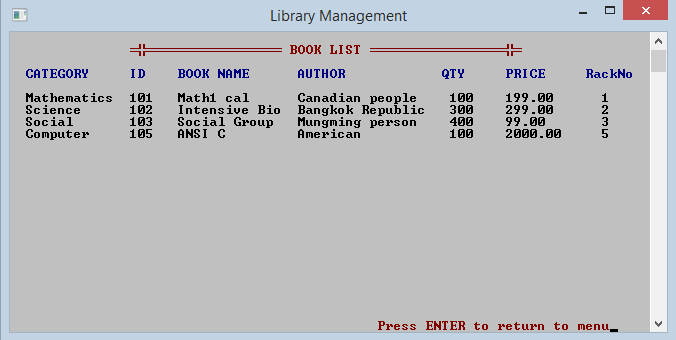 Library Management
BOOK LIST
CATEGORY ID BOOK NAME AUTHOR QTY PRICE RackNo
Mathematics 101 Math1 cal Canadian people 100 199.00 1
Science 102 Intensive Bio Bangkok Republic 300 299.00 2
Social 103 Social Group Mungming person 400 99.00 3
Computer 105 ANSI C American 100 2000.00 5
Press ENTER to return to menu